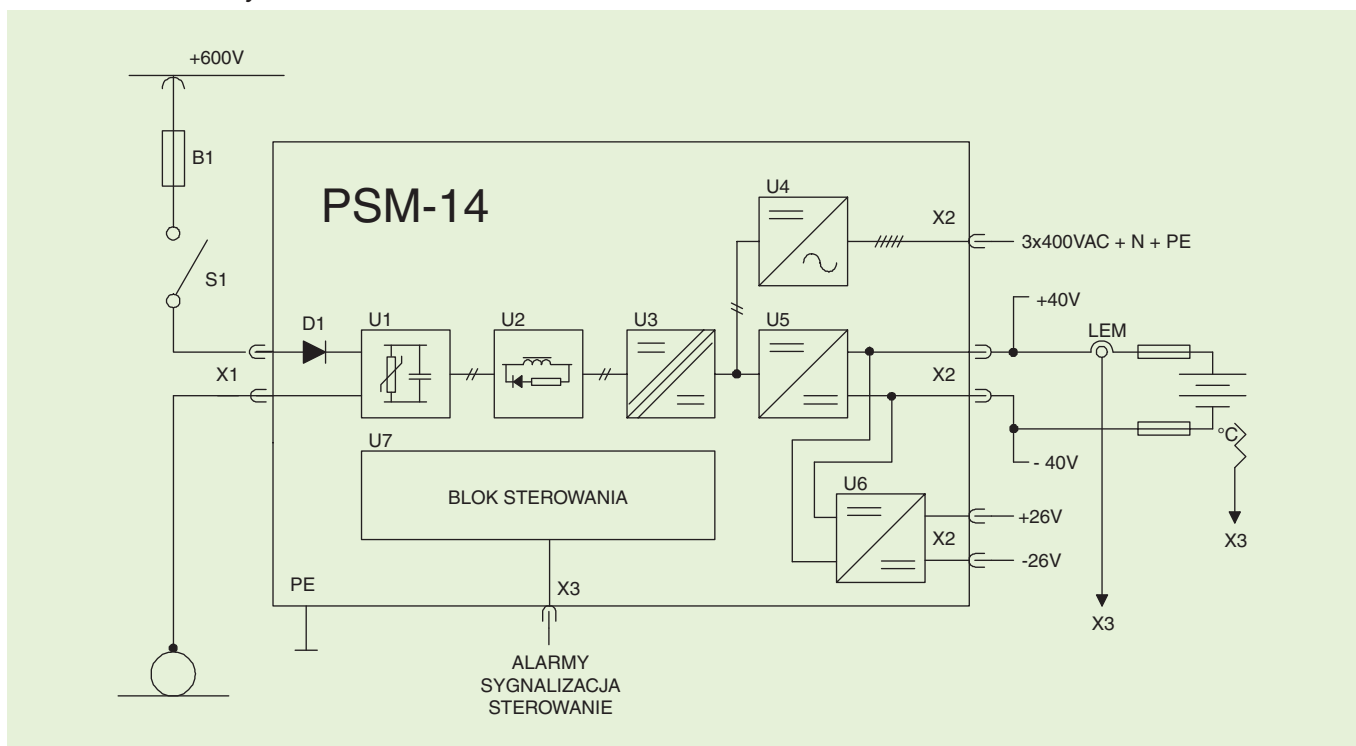 +600V
B1
S1
PSM-14
U4
X2
3x400VAC + N + PE
+40V
D1
U1
U2
U3
U5
LEM
X1
X2
°C
- 40V
U7
BLOK STEROWANIA
U6
+26V
X2
-26V
X3
PE
X3
X3
ALARMY
SYGNALIZACJA
STEROWANIE